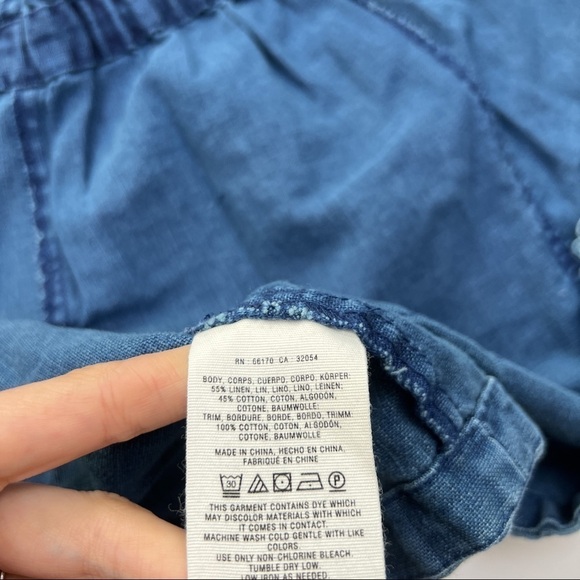 RN : 66170 CA : 32054
BODY, CORPS, CUERPO, CORPO, KÖRPER:
55% LINEN, LIN, LINO, LINO, LEINEN;
45% COTTON, COTON, ALGODÓN,
COTONE, BAUMWOLLE:
TRIM, BORDURE, BORDE, BORDO, TRIMM:
100% COTTON, COTON, ALGODÓN,
COTONE, BAUMWOLLE
MADE IN CHINA, HECHO EN CHINA,
FABRIQUÉ EN CHINE
30 P
THIS GARMENT CONTAINS DYE WHICH
MAY DISCOLOR MATERIALS WITH WHICH
IT COMES IN CONTACT.
MACHINE WASH COLD GENTLE WITH LIKE
COLORS.
USE ONLY NON-CHLORINE BLEACH.
TUMBLE DRY LOW.
LOW IRON AS NEEDED.